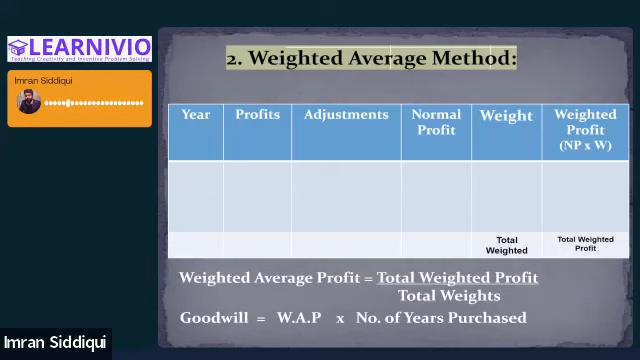 LEARNIVIO
Teaching Creativity and Inventive Problem Solving
Imran Siddiqui
2. Weighted Average Method:
Year
Profits
Adjustments
Normal
Profit
Weight
Weighted
Profit
(NP x W)
Total
Weighted
Total Weighted
Profit
Weighted Average Profit = Total Weighted Profit
Total Weights
Goodwill = W.A.P x No. of Years Purchased
Imran Siddiqui